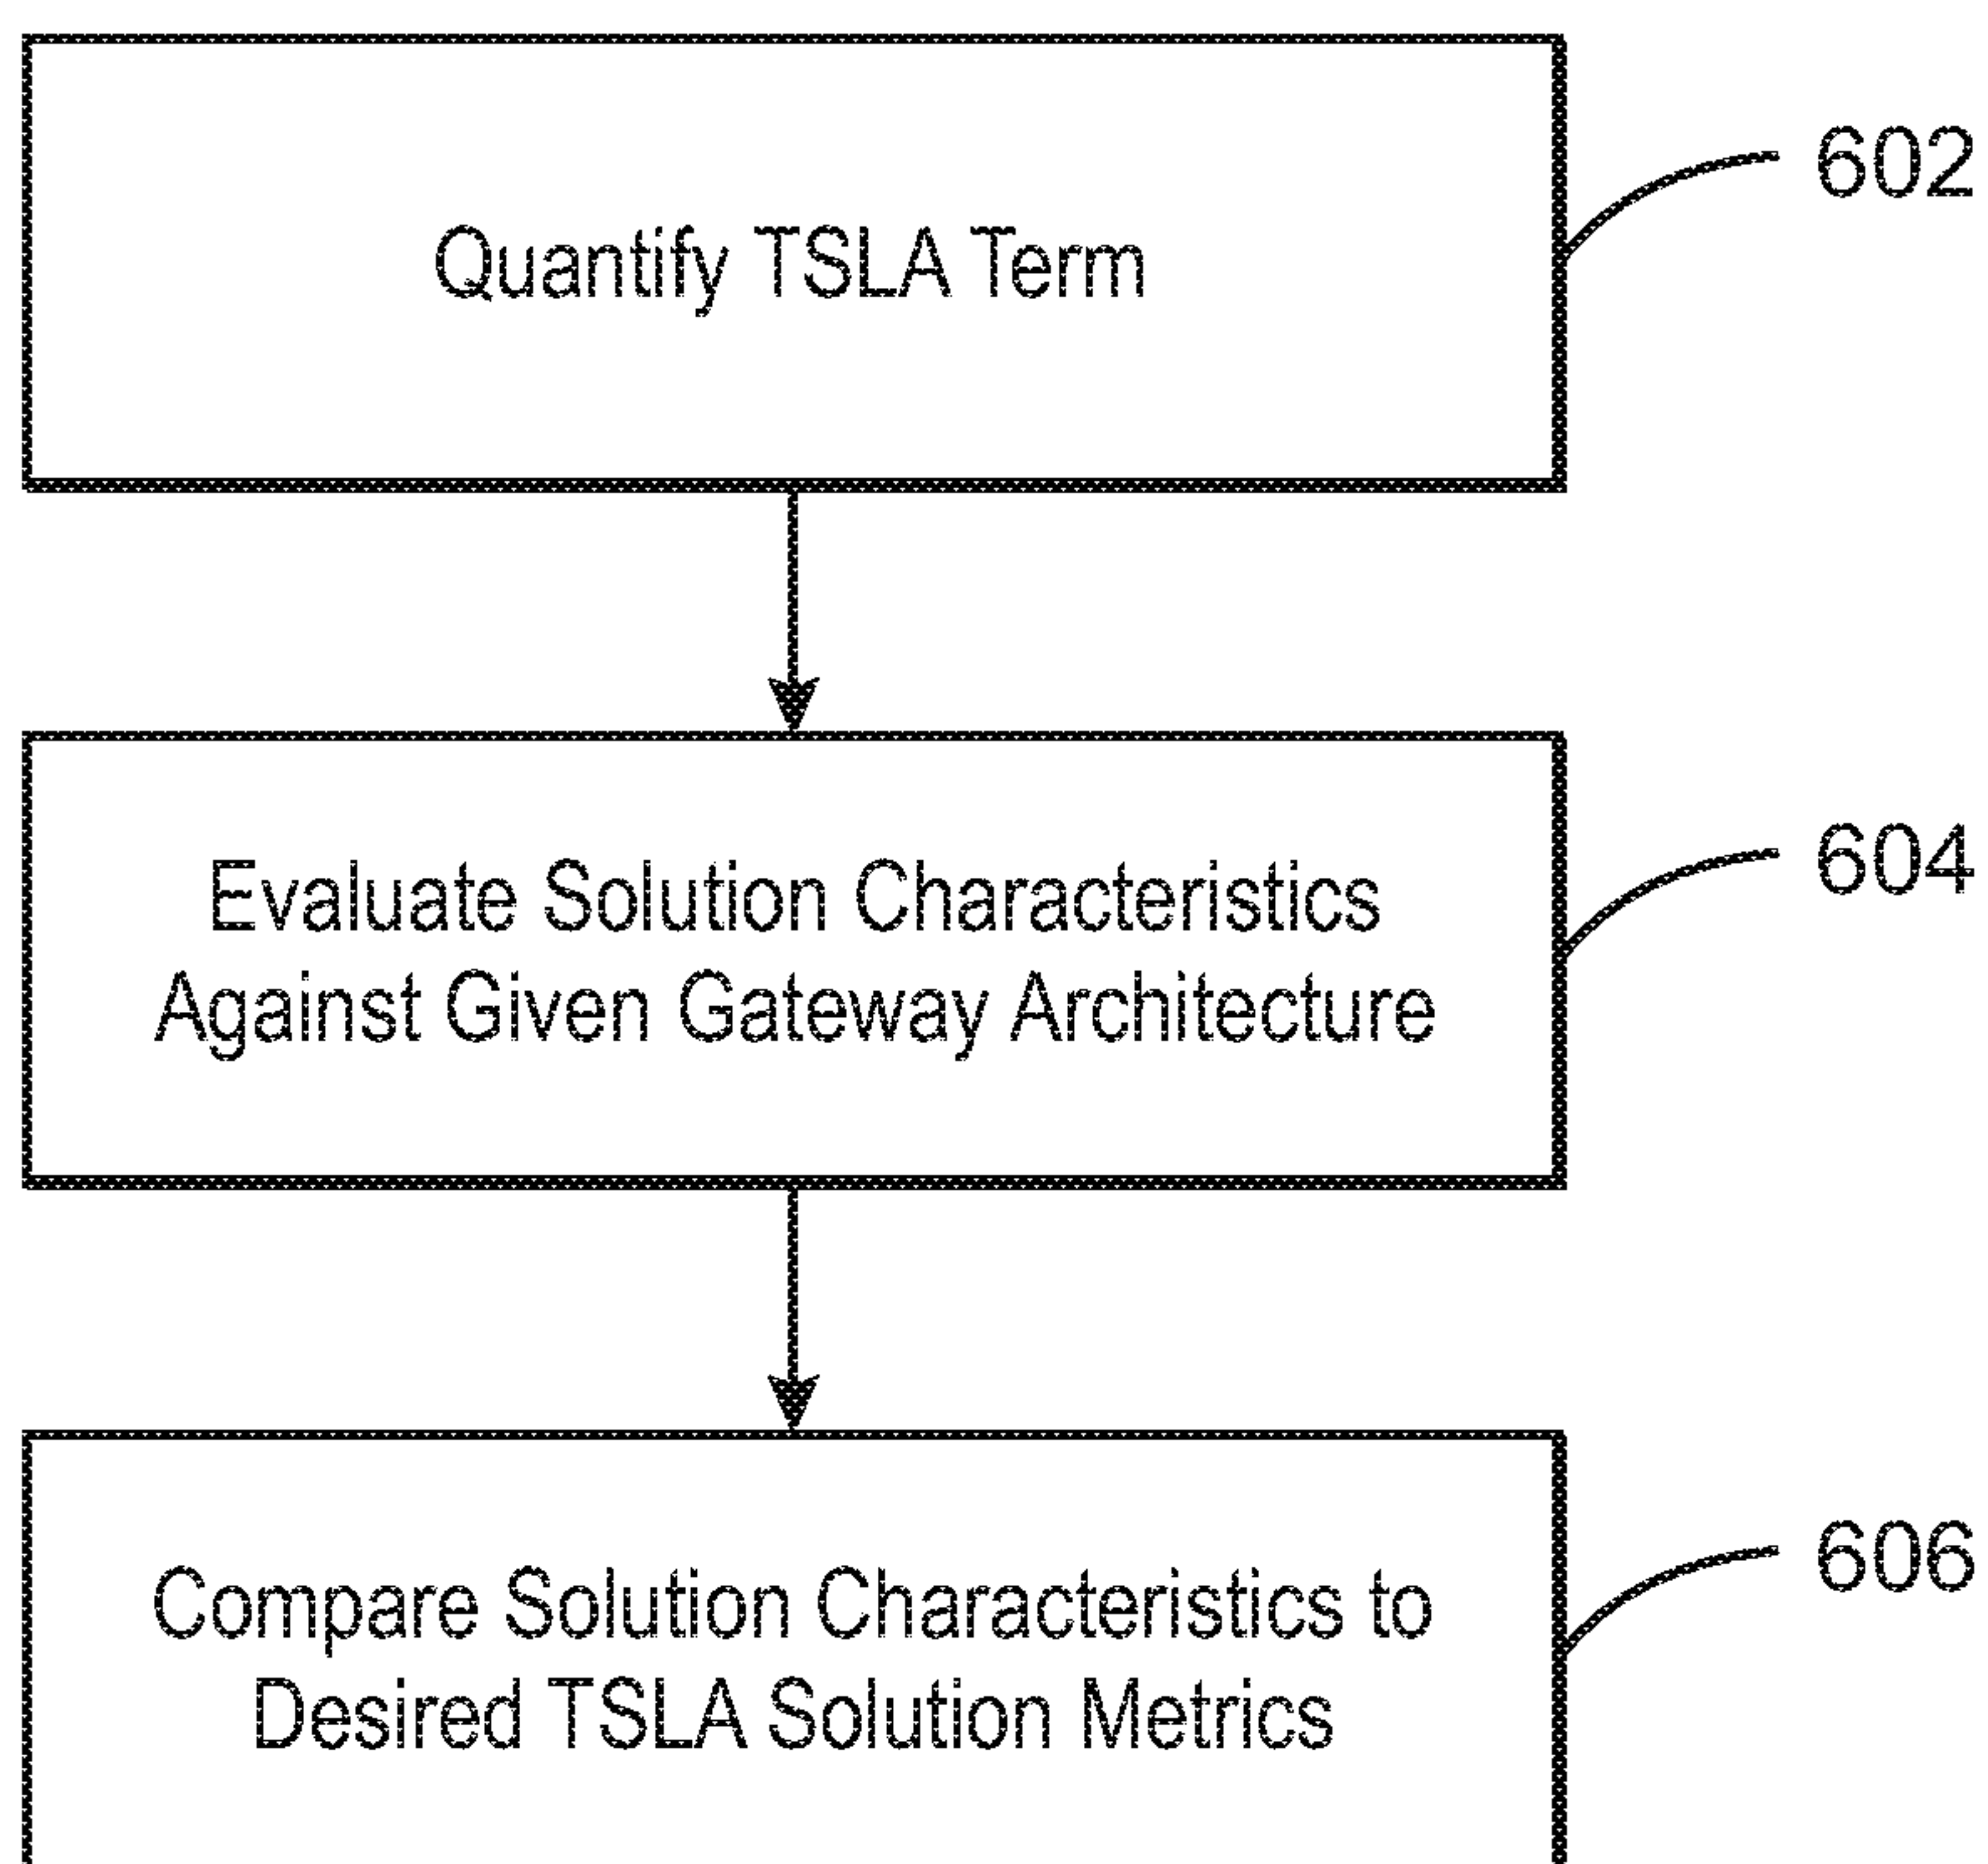 Quantify TSLA Term
602
Evaluate Solution Characteristics
Against Given Gateway Architecture
604
Compare Solution Characteristics to
Desired TSLA Solution Metrics
606